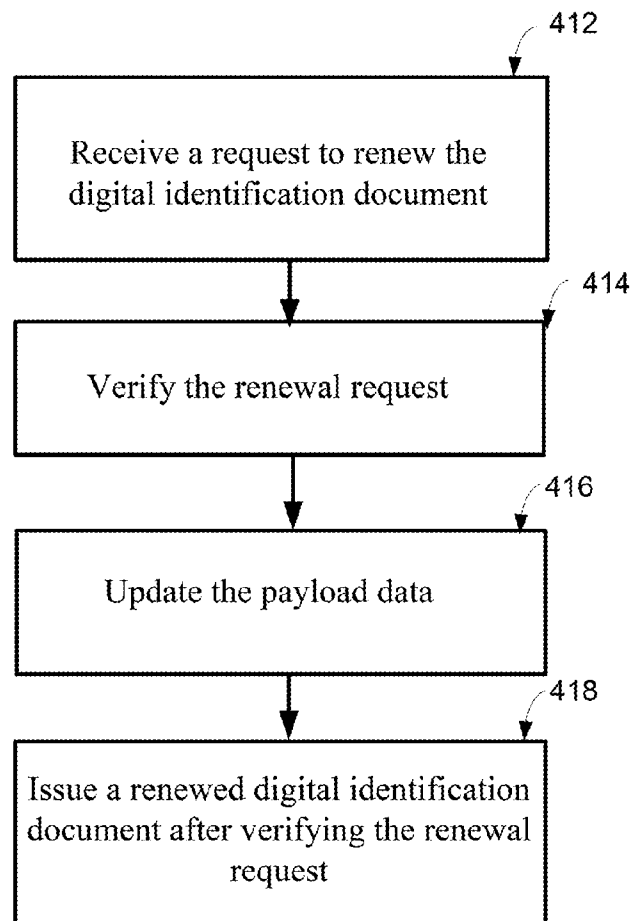 412
Receive a request to renew the
digital identification document
414
Verify the renewal request
416
Update the payload data
418
Issue a renewed digital identification
document after verifying the renewal
request